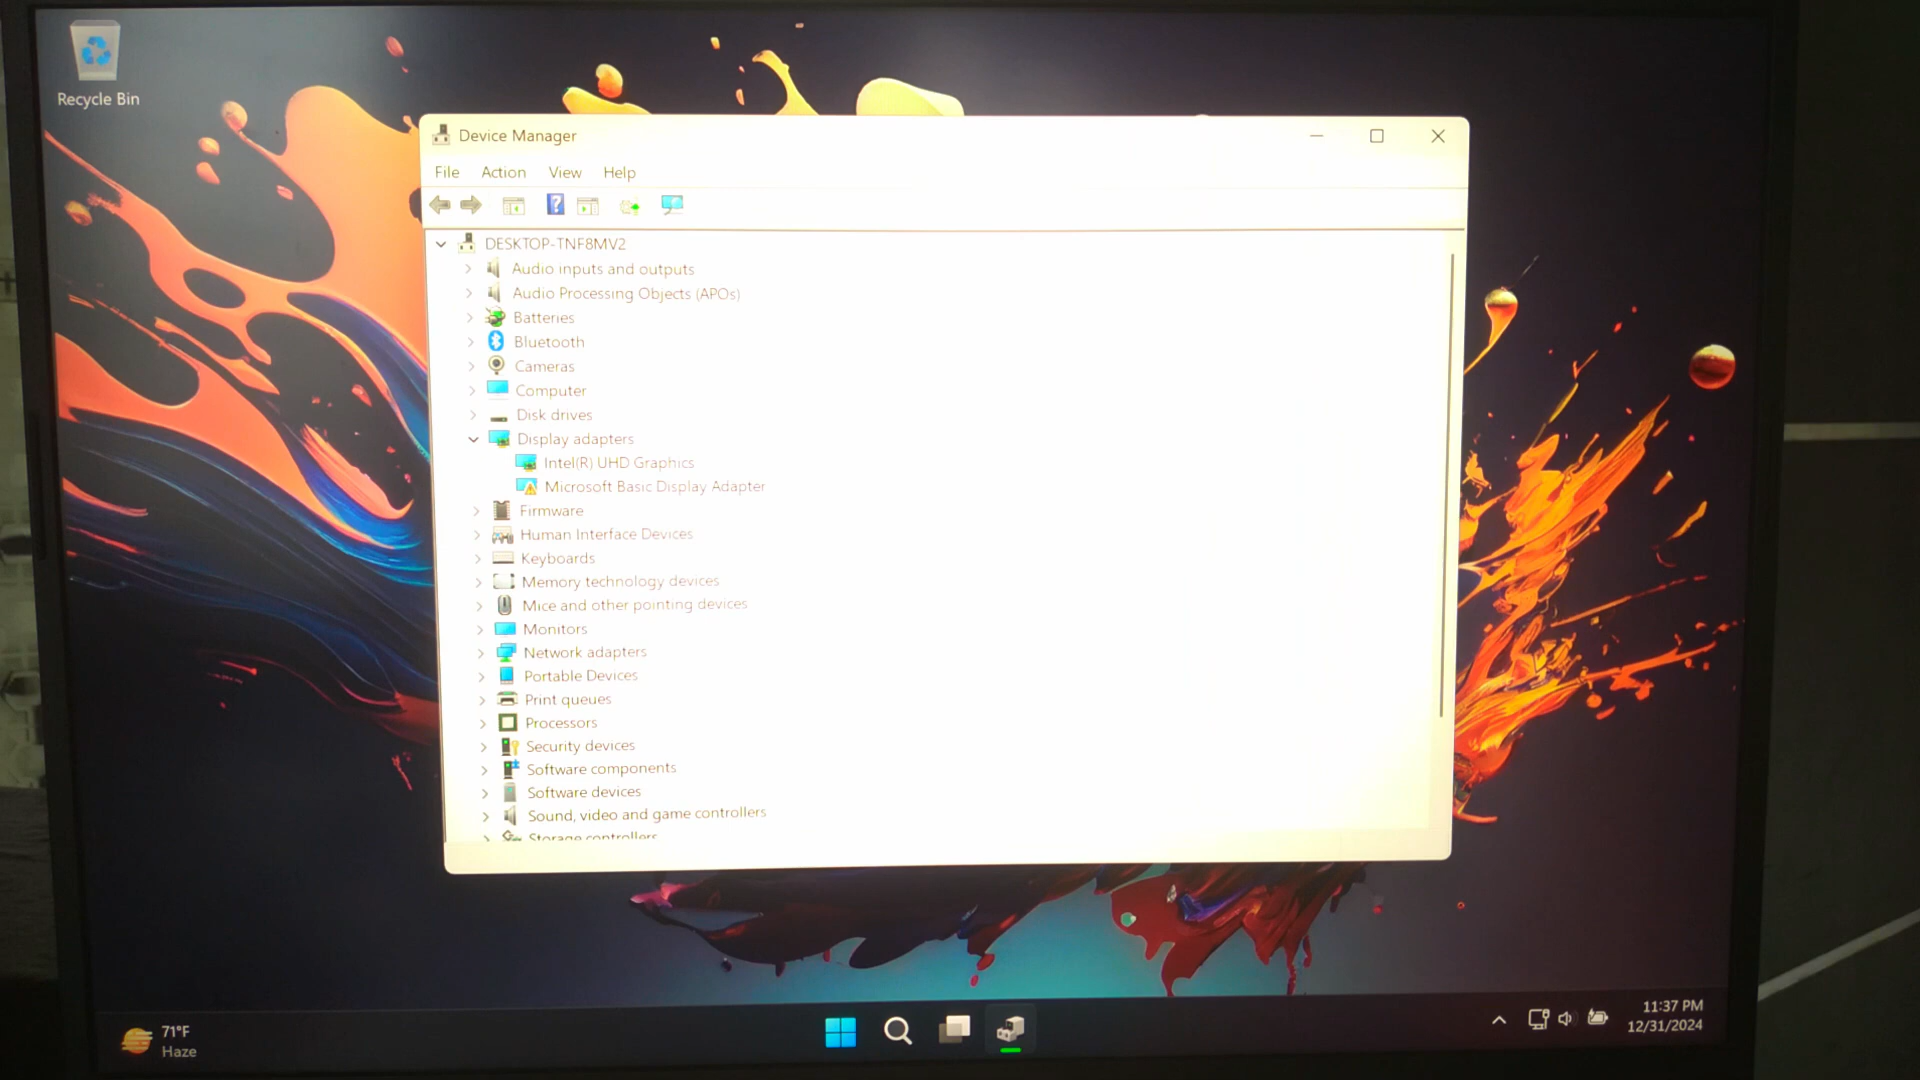 Recycle Bin
Device Manager
File Action View Help
DESKTOP-TNF8MV2
Audio inputs and outputs
Audio Processing Objects (APOs)
Batteries
Bluetooth
Cameras
Computer
Disk drives
Display adapters
Intel(R) UHD Graphics
Microsoft Basic Display Adapter
Firmware
Human Interface Devices
Keyboards
Memory technology devices
Mice and other pointing devices
Monitors
Network adapters
Portable Devices
Print queues
Processors
Security devices
Software components
Software devices
Sound, video and game controllers
Storage controllers
71°F
Haze
11:37 PM
12/31/2024